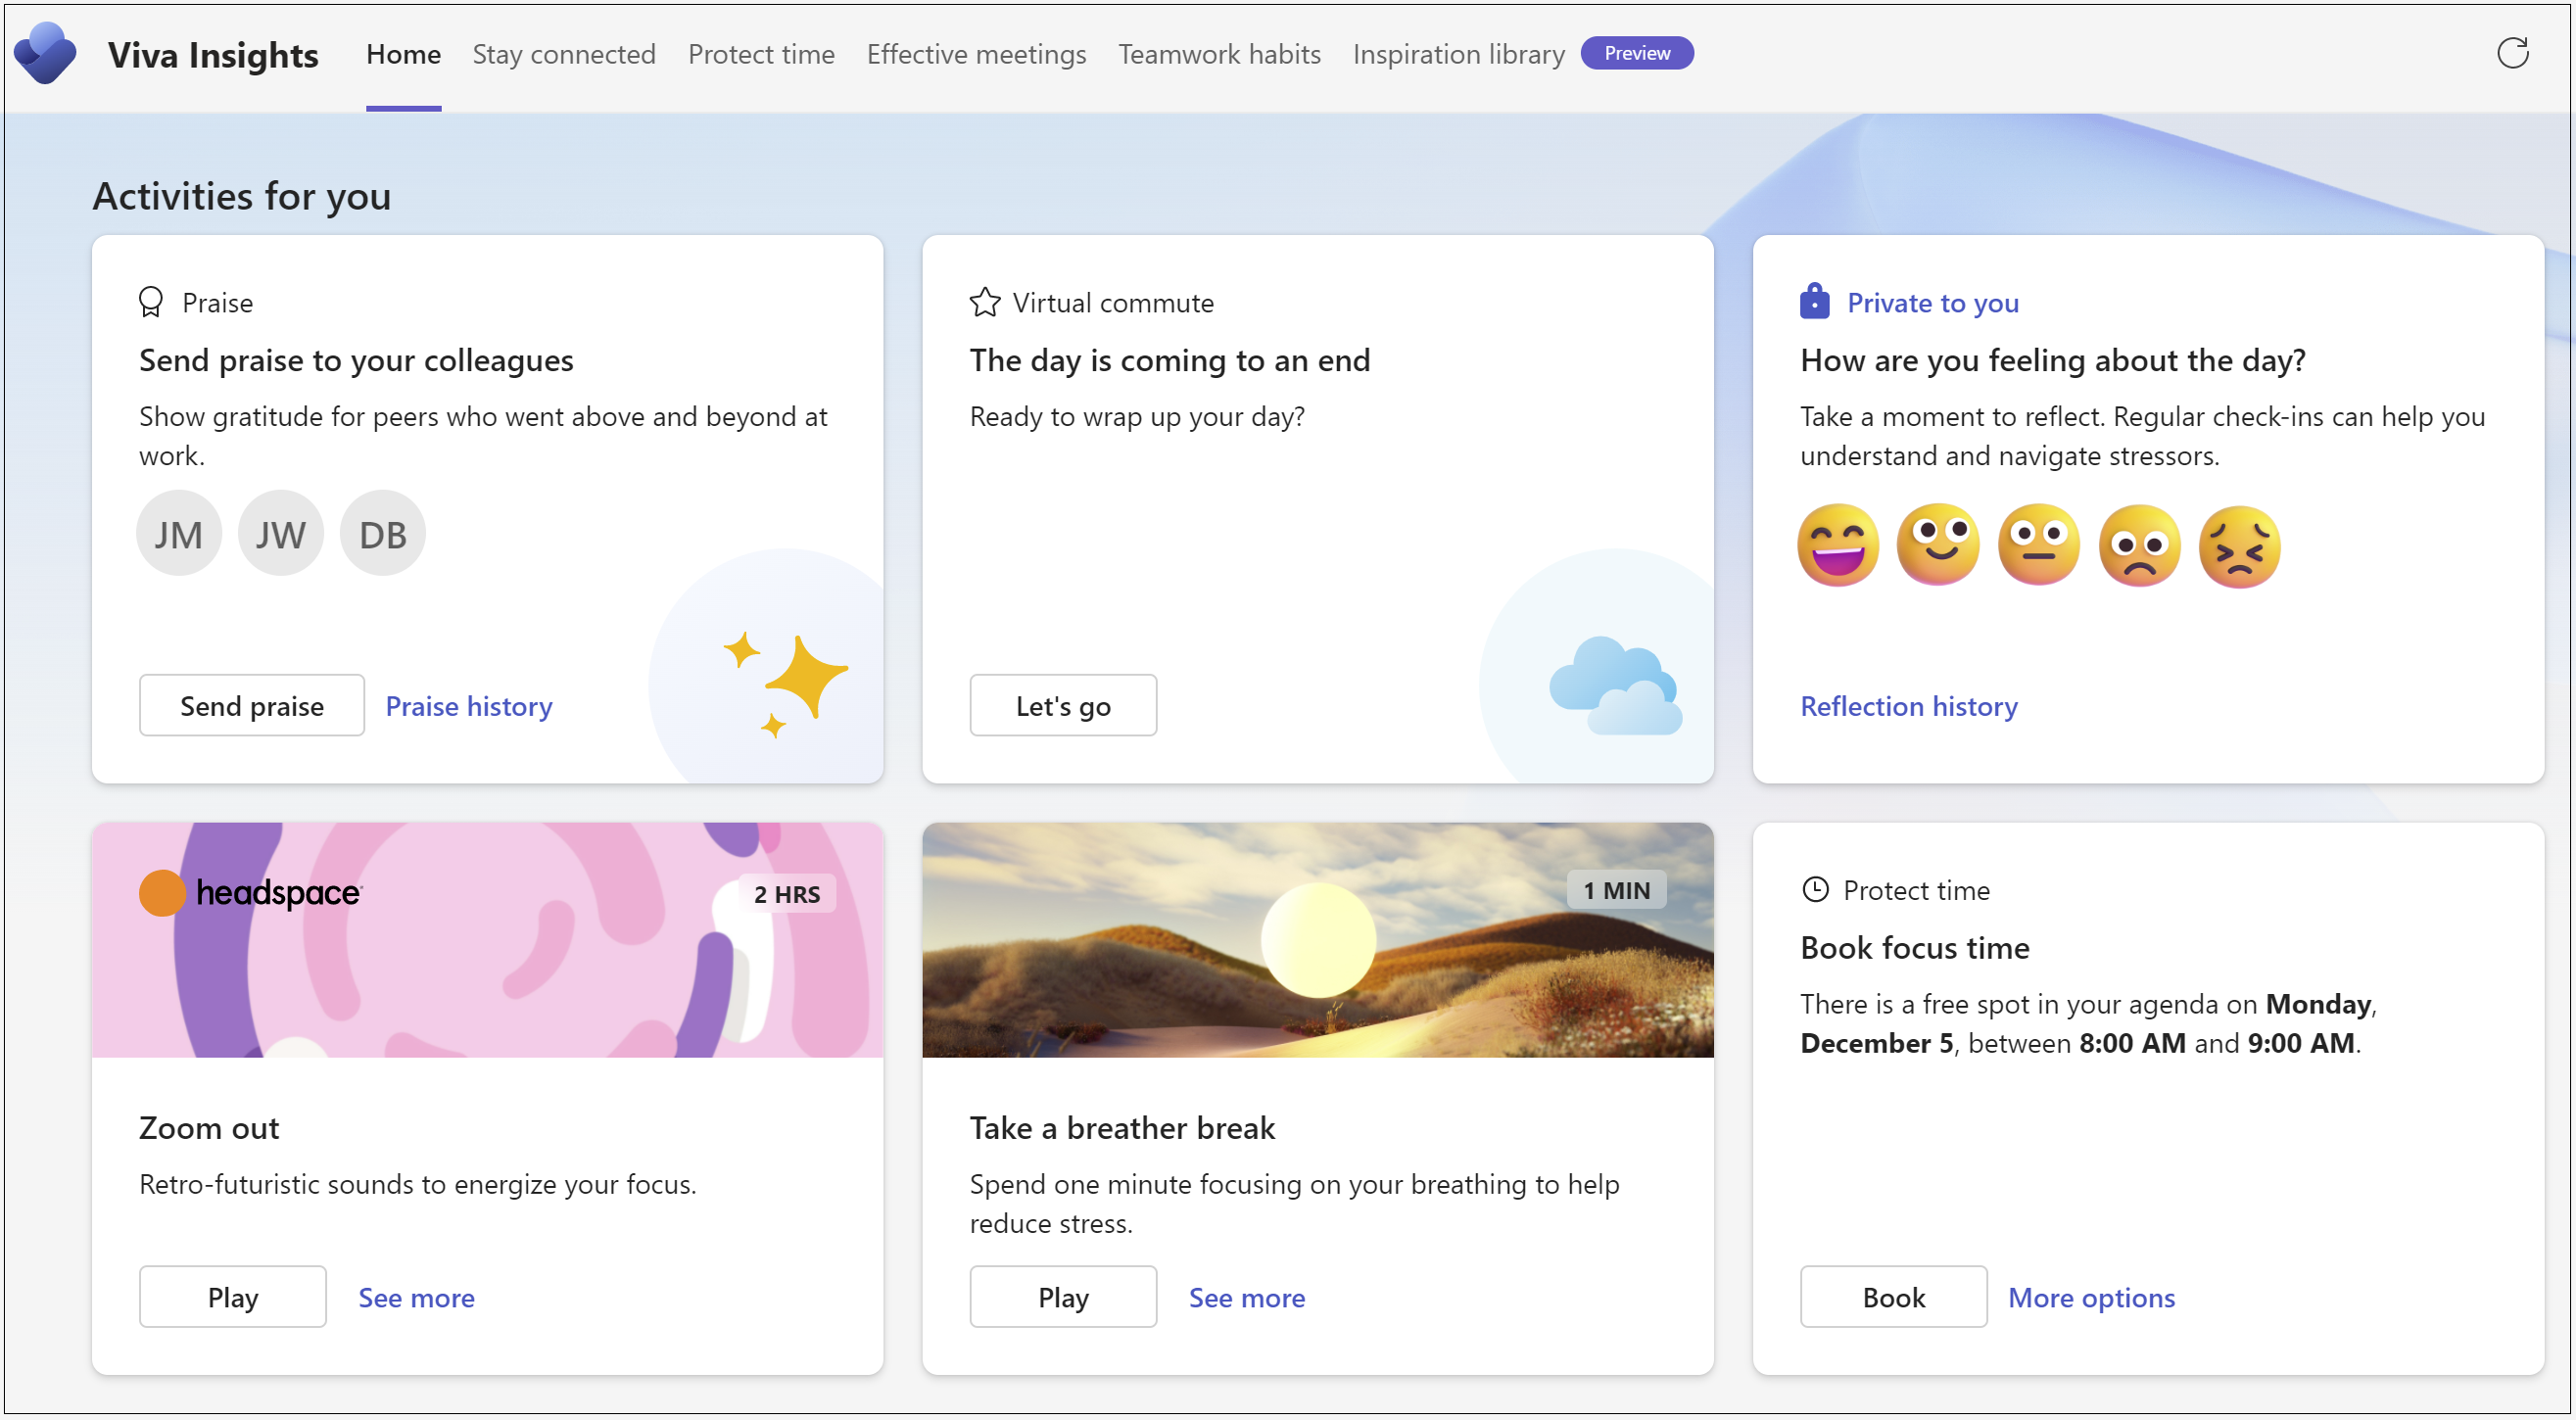 Viva Insights
Home
Stay connected
Protect time
Effective meetings
Teamwork habits
Inspiration library
Preview
Activities for you
Praise
Send praise to your colleagues
Show gratitude for peers who went above and beyond at
work.
JM
JW
DB
Send praise
Praise history
Virtual commute
The day is coming to an end
Ready to wrap up your day?
Let's go
Private to you
How are you feeling about the day?
Take a moment to reflect. Regular check-ins can help you
understand and navigate stressors.
Reflection history
headspace
2 HRS
Zoom out
Retro-futuristic sounds to energize your focus.
Play
See more
1 MIN
Take a breather break
Spend one minute focusing on your breathing to help
reduce stress.
Play
See more
Protect time
Book focus time
There is a free spot in your agenda on Monday,
December 5, between 8:00 AM and 9:00 AM.
Book
More options